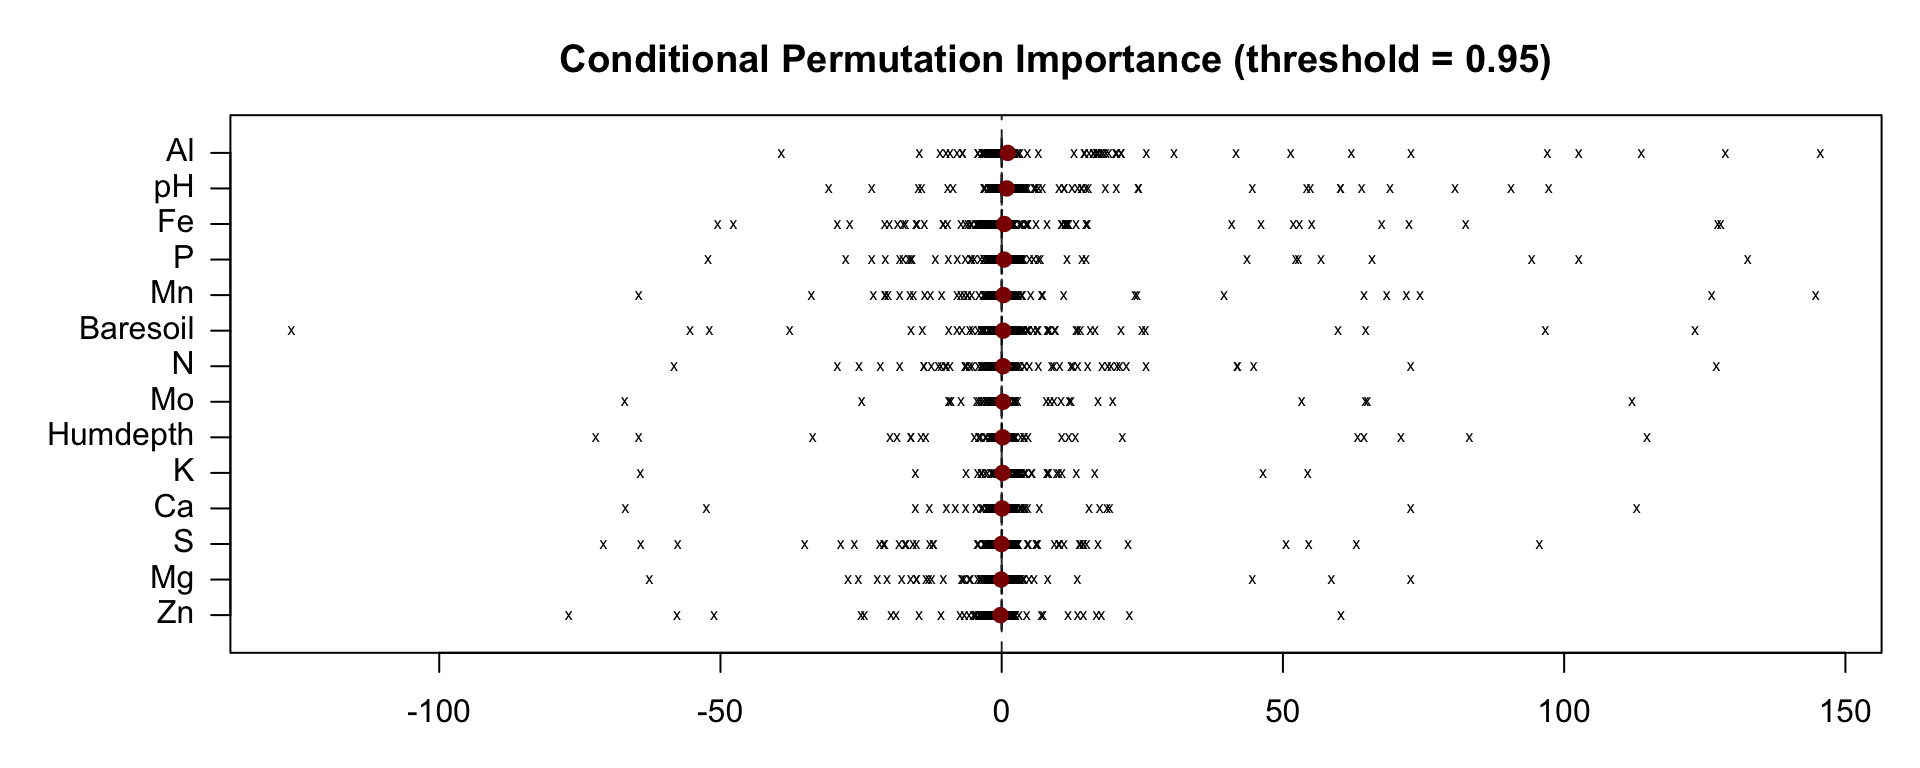 Conditional Permutation Importance (threshold = 0.95)
Al
pH
Fe
P
Mn
Baresoil
N
Mo
Humdepth
K
Ca
S
Mg
Zn
-100 -50 0 50 100 150